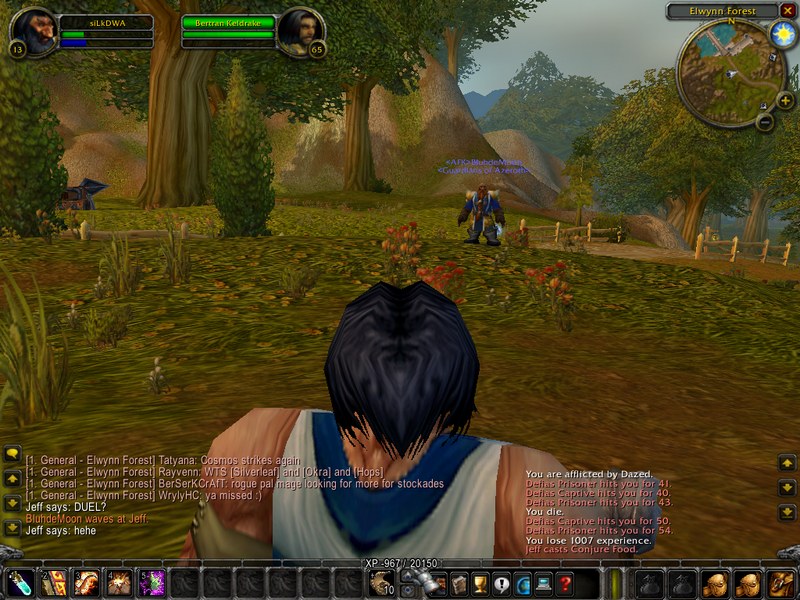 siLkDWA
Bertran Keldrake
Elwynn Forest
N
13
65
<AFK>BluhdeMoon
<Guardians of Azeroth>
[1. General - Elwynn Forest] Tatyana: Cosmos strikes again
[1. General - Elwynn Forest] Rayvenn: WTS [Silverleaf] and [Okra] and [Hops]
[1. General - Elwynn Forest] BerSerKCrAfT: rogue pal mage looking for more for stockades
[1. General - Elwynn Forest] WrylyHC: ya missed :)
Jeff says: DUEL?
BluhdeMoon waves at Jeff.
Jeff says: hehe
You are afflicted by Dazed.
Defias Prisoner hits you for 41.
Defias Captive hits you for 40.
Defias Prisoner hits you for 43.
You die.
Defias Captive hits you for 50.
Defias Prisoner hits you for 54.
You lose 1007 experience.
Jeff casts Conjure Food.
XP -967 / 20150
2
3
4
5
10